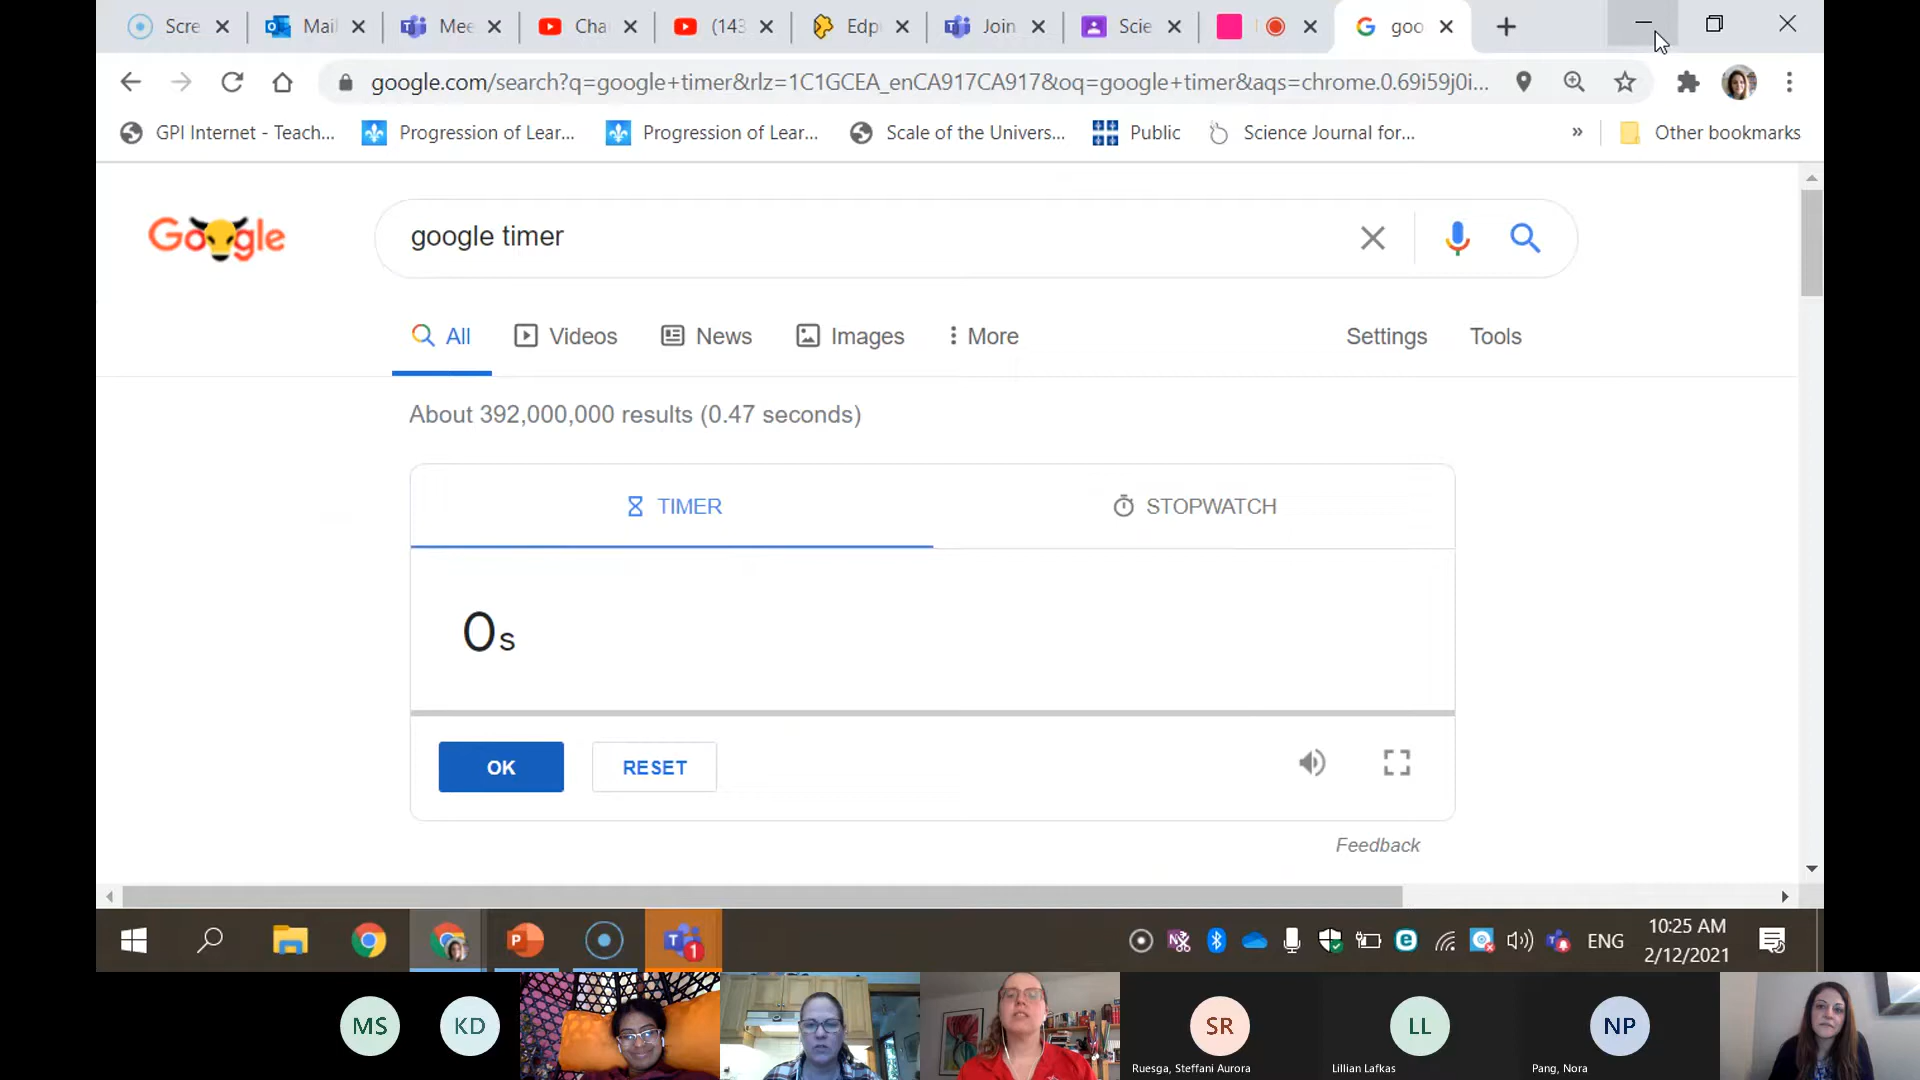 Scre
Mail
Mee
Cha
(143
Edp
Join
Scie
goo
google.com/search?q=google+timer&rlz=1C1GCEA_enCA917CA917&oq=google+timer&aqs=chrome.0.69i59j0i...
GPI Internet - Teach...
Progression of Lear...
Progression of Lear...
Scale of the Univers...
Public
Science Journal for...
»
Other bookmarks
Google
google timer
All
Videos
News
Images
More
Settings
Tools
About 392,000,000 results (0.47 seconds)
TIMER
STOPWATCH
0s
OK
RESET
Feedback
ENG
10:25 AM
2/12/2021
MS
KD
SR
LL
NP
Ruesga, Steffani Aurora
Lillian Lafkas
Pang, Nora